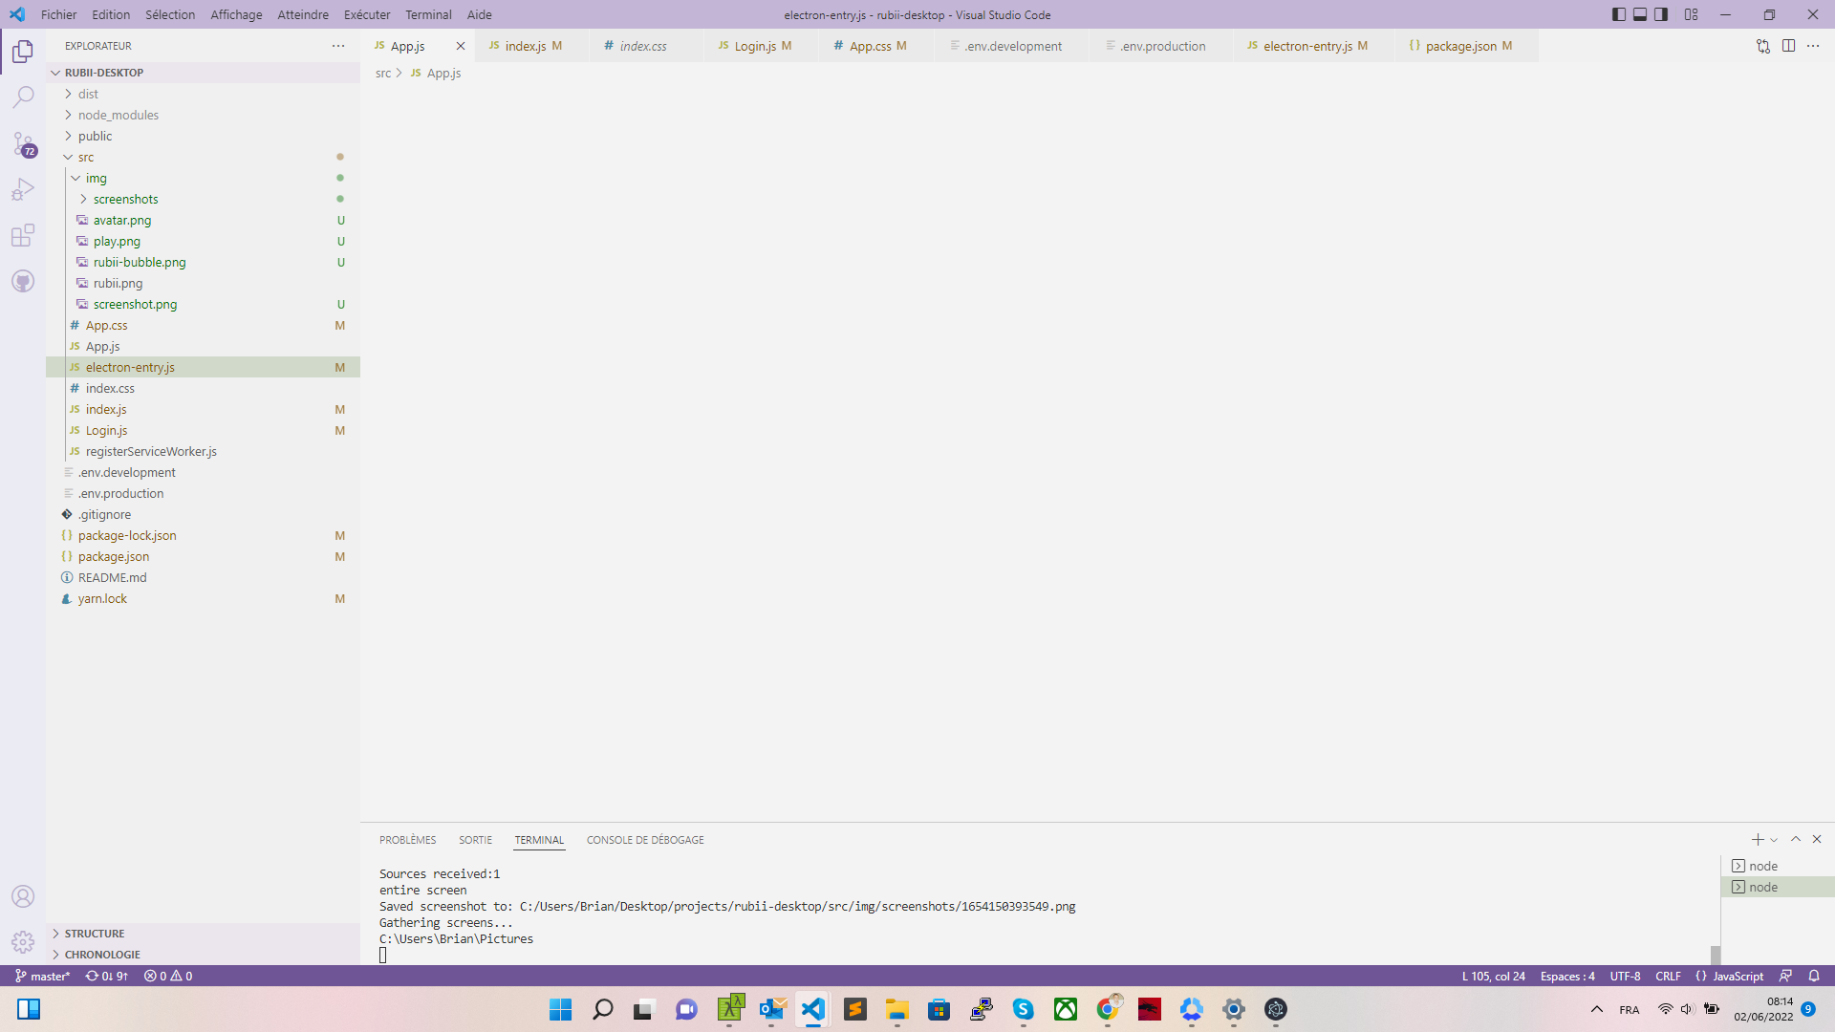 Fichier Edition Sélection Affichage Atteindre Exécuter Terminal Aide
electron-entry.js - rubii-desktop - Visual Studio Code
EXPLORATEUR
App.js
index.js M
index.css
Login.js M
App.css M
.env.development
.env.production
electron-entry.js M
package.json M
RUBII-DESKTOP
src > JS App.js
dist
node_modules
72
public
src
img
screenshots
avatar.png U
play.png U
rubii-bubble.png U
rubii.png
screenshot.png U
App.css M
App.js
electron-entry.js M
index.css
index.js M
Login.js M
registerServiceWorker.js
.env.development
.env.production
.gitignore
package-lock.json M
package.json M
README.md
yarn.lock M
PROBLÈMES SORTIE TERMINAL CONSOLE DE DÉBOGAGE
Sources received:1
entire screen
Saved screenshot to: C:/Users/Brian/Desktop/projects/rubii-desktop/src/img/screenshots/1654150393549.png
Gathering screens...
C:\Users\Brian\Pictures
node
node
STRUCTURE
CHRONOLOGIE
master* 0↓ 9↑ 0 0
L 105, col 24 Espaces : 4 UTF-8 CRLF {} JavaScript
FRA
08:14
02/06/2022
9